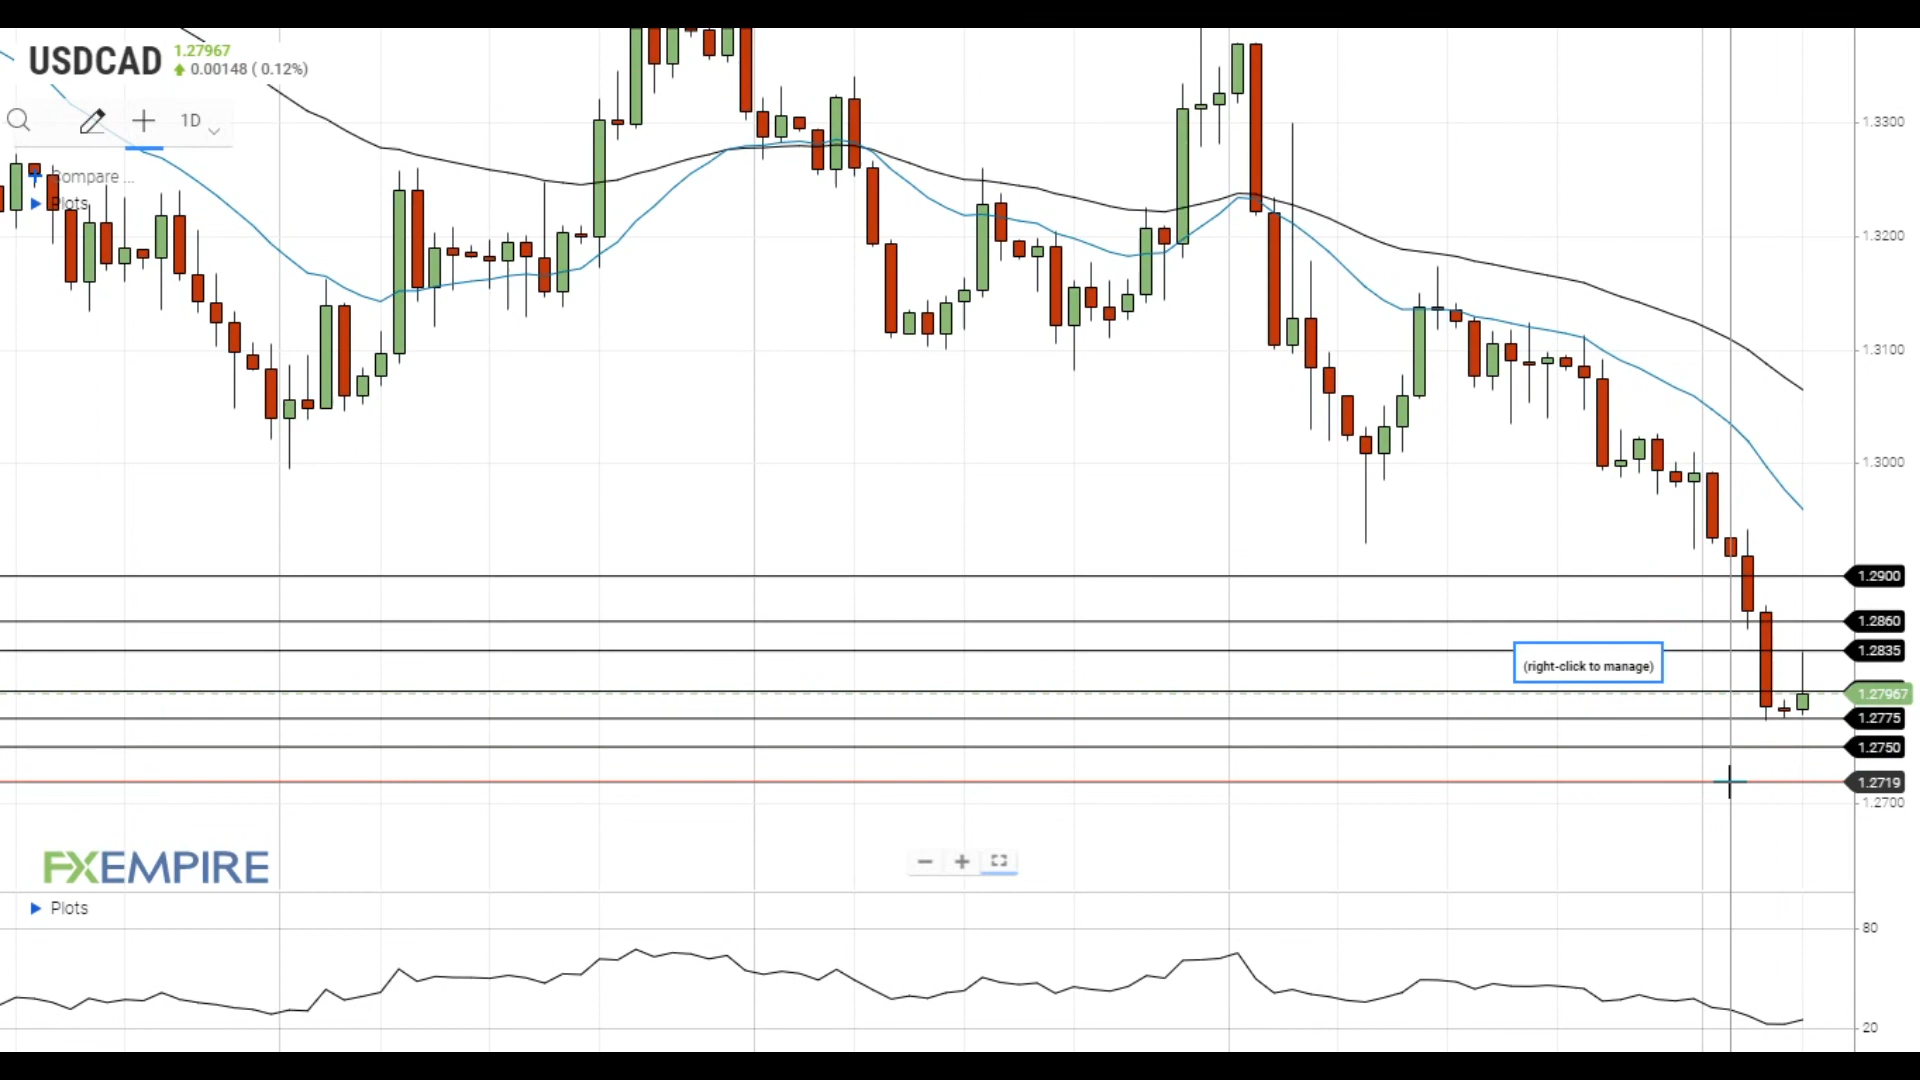 USDCAD
1.27967
0.00148 ( 0.12%)
1D
Compare ...
Plots
1.3300
1.3200
1.3100
1.3000
1.2900
1.2860
1.2835
(right-click to manage)
1.27967
1.2775
1.2750
1.2719
1.2700
FXEMPIRE
Plots
80
20